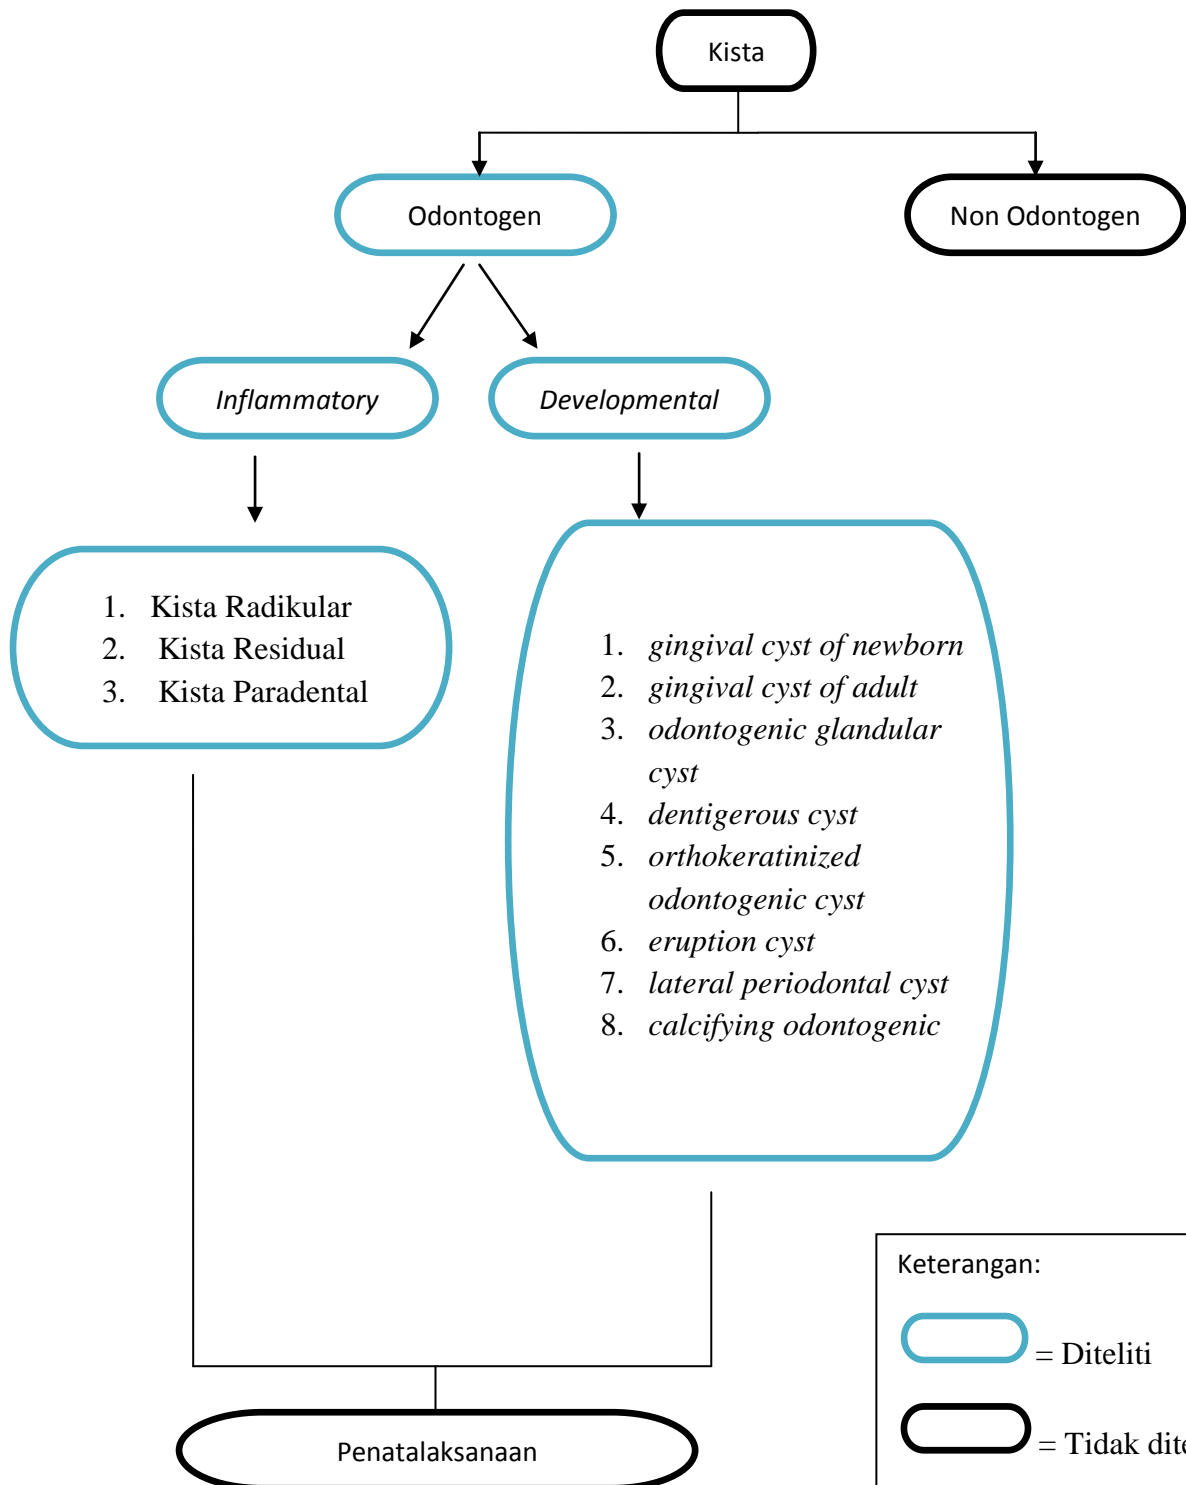 Kista
Odontogen
Non Odontogen
Inflammatory
Developmental
1. Kista Radikular
2. Kista Residual
3. Kista Paradental
1. gingival cyst of newborn
2. gingival cyst of adult
3. odontogenic glandular
cyst
4. dentigerous cyst
5. orthokeratinized
odontogenic cyst
6. eruption cyst
7. lateral periodontal cyst
8. calcifying odontogenic
Keterangan:
= Diteliti
= Tidak dite
Penatalaksanaan